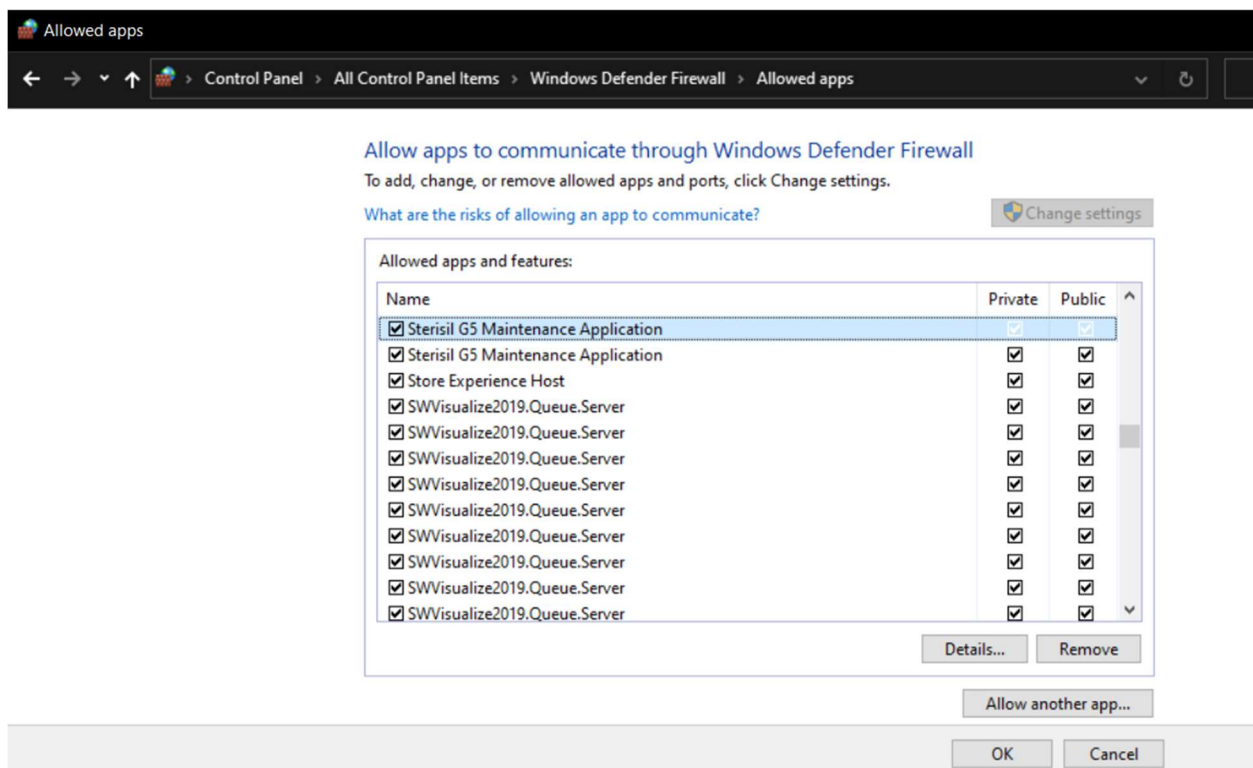 Allowed apps
Control Panel > All Control Panel Items > Windows Defender Firewall > Allowed apps
Allow apps to communicate through Windows Defender Firewall
To add, change, or remove allowed apps and ports, click Change settings.
What are the risks of allowing an app to communicate?
Change settings
Allowed apps and features:
Name Private Public
Sterisil G5 Maintenance Application
Sterisil G5 Maintenance Application
Store Experience Host
SWVisualize2019.Queue.Server
SWVisualize2019.Queue.Server
SWVisualize2019.Queue.Server
SWVisualize2019.Queue.Server
SWVisualize2019.Queue.Server
SWVisualize2019.Queue.Server
SWVisualize2019.Queue.Server
SWVisualize2019.Queue.Server
SWVisualize2019.Queue.Server
Details... Remove
Allow another app...
OK Cancel